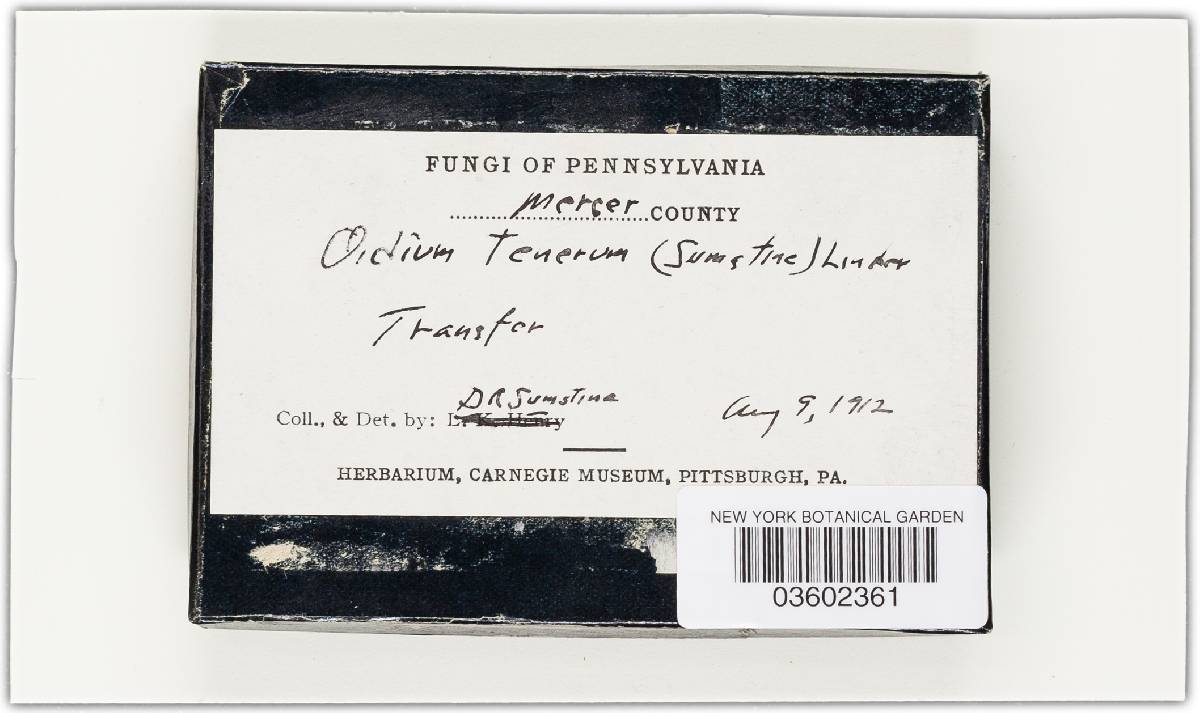 FUNGI OF PENNSYLVANIA
Mercer COUNTY
Oidium Tenerum (Sumstine) Linder
Transfer
DR Sumstine
Coll., & Det. by: L. K. Henry
Aug 9, 1912
HERBARIUM, CARNEGIE MUSEUM, PITTSBURGH, PA.
NEW YORK BOTANICAL GARDEN
03602361